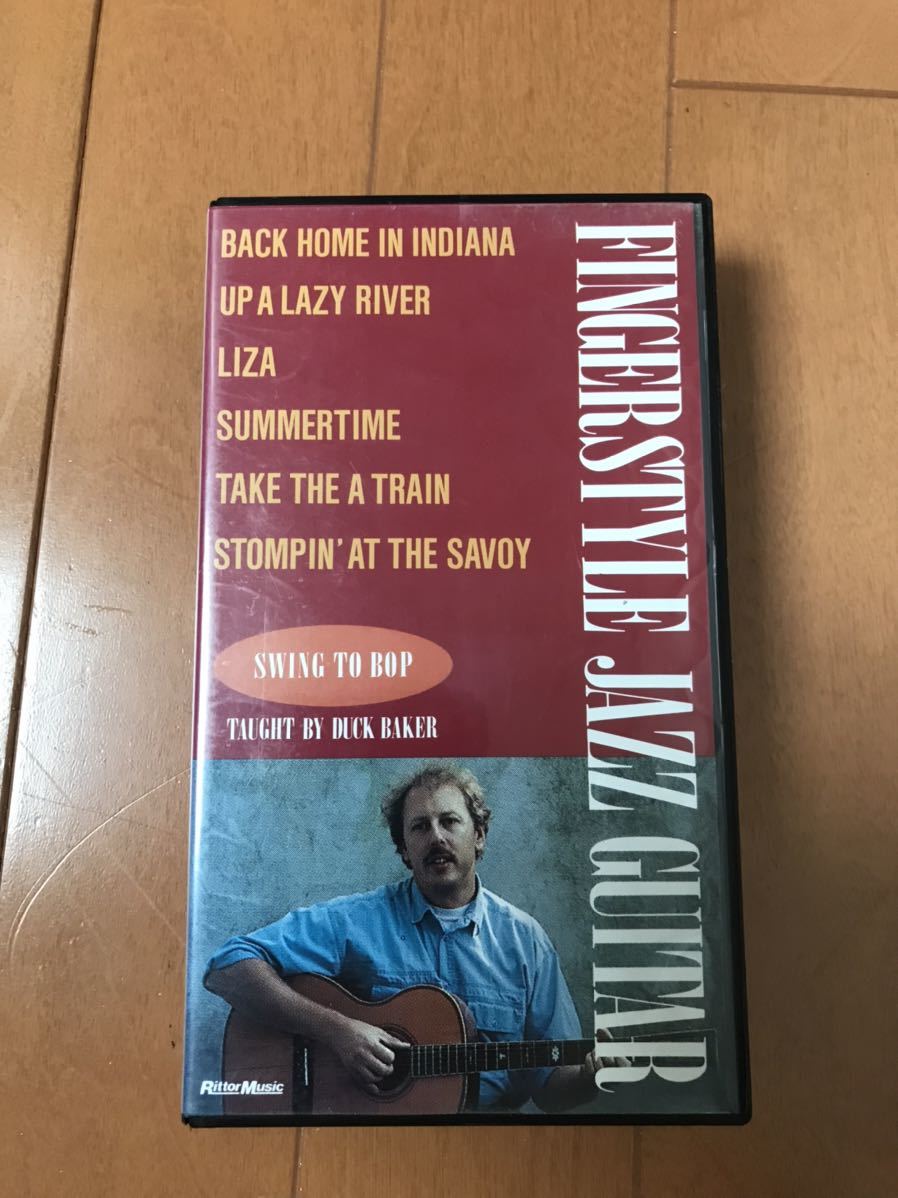 BACK HOME IN INDIANA
UP A LAZY RIVER
LIZA
SUMMERTIME
TAKE THE A TRAIN
STOMPIN' AT THE SAVOY
SWING TO BOP
TAUGHT BY DUCK BAKER
FINGERSTYLE JAZZ GUITAR
RittorMusic